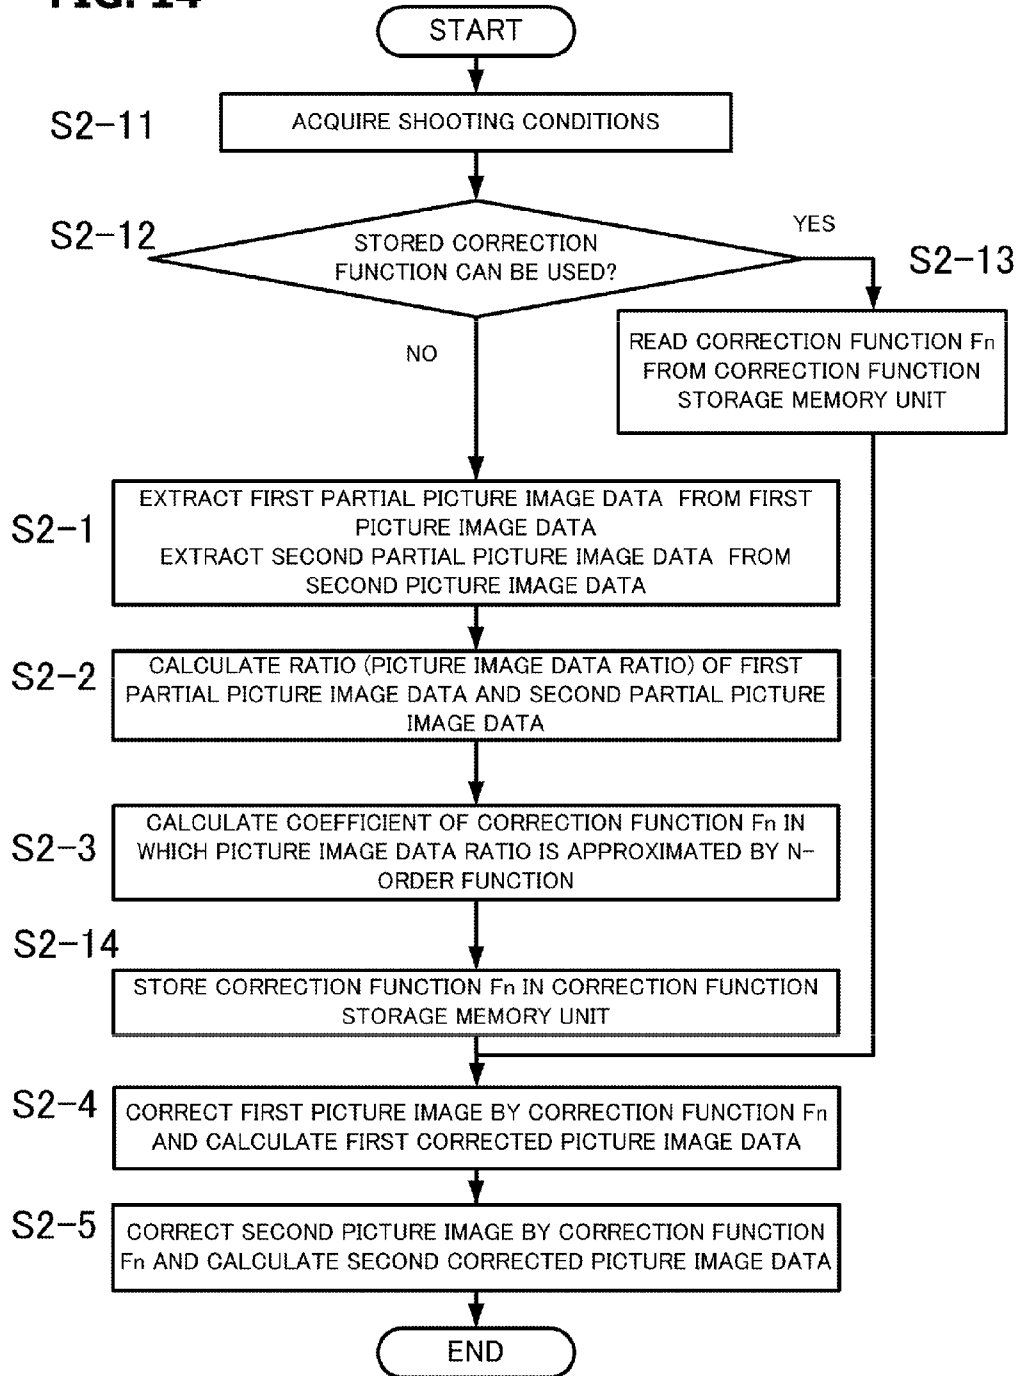 FIG. 14
START
S2-11
ACQUIRE SHOOTING CONDITIONS
S2-12
STORED CORRECTION
FUNCTION CAN BE USED?
YES
S2-13
READ CORRECTION FUNCTION Fn
FROM CORRECTION FUNCTION
STORAGE MEMORY UNIT
NO
S2-1
EXTRACT FIRST PARTIAL PICTURE IMAGE DATA FROM FIRST
PICTURE IMAGE DATA
EXTRACT SECOND PARTIAL PICTURE IMAGE DATA FROM
SECOND PICTURE IMAGE DATA
S2-2
CALCULATE RATIO (PICTURE IMAGE DATA RATIO) OF FIRST
PARTIAL PICTURE IMAGE DATA AND SECOND PARTIAL PICTURE
IMAGE DATA
S2-3
CALCULATE COEFFICIENT OF CORRECTION FUNCTION Fn IN
WHICH PICTURE IMAGE DATA RATIO IS APPROXIMATED BY N-
ORDER FUNCTION
S2-14
STORE CORRECTION FUNCTION Fn IN CORRECTION FUNCTION
STORAGE MEMORY UNIT
S2-4
CORRECT FIRST PICTURE IMAGE BY CORRECTION FUNCTION Fn
AND CALCULATE FIRST CORRECTED PICTURE IMAGE DATA
S2-5
CORRECT SECOND PICTURE IMAGE BY CORRECTION FUNCTION
Fn AND CALCULATE SECOND CORRECTED PICTURE IMAGE DATA
END